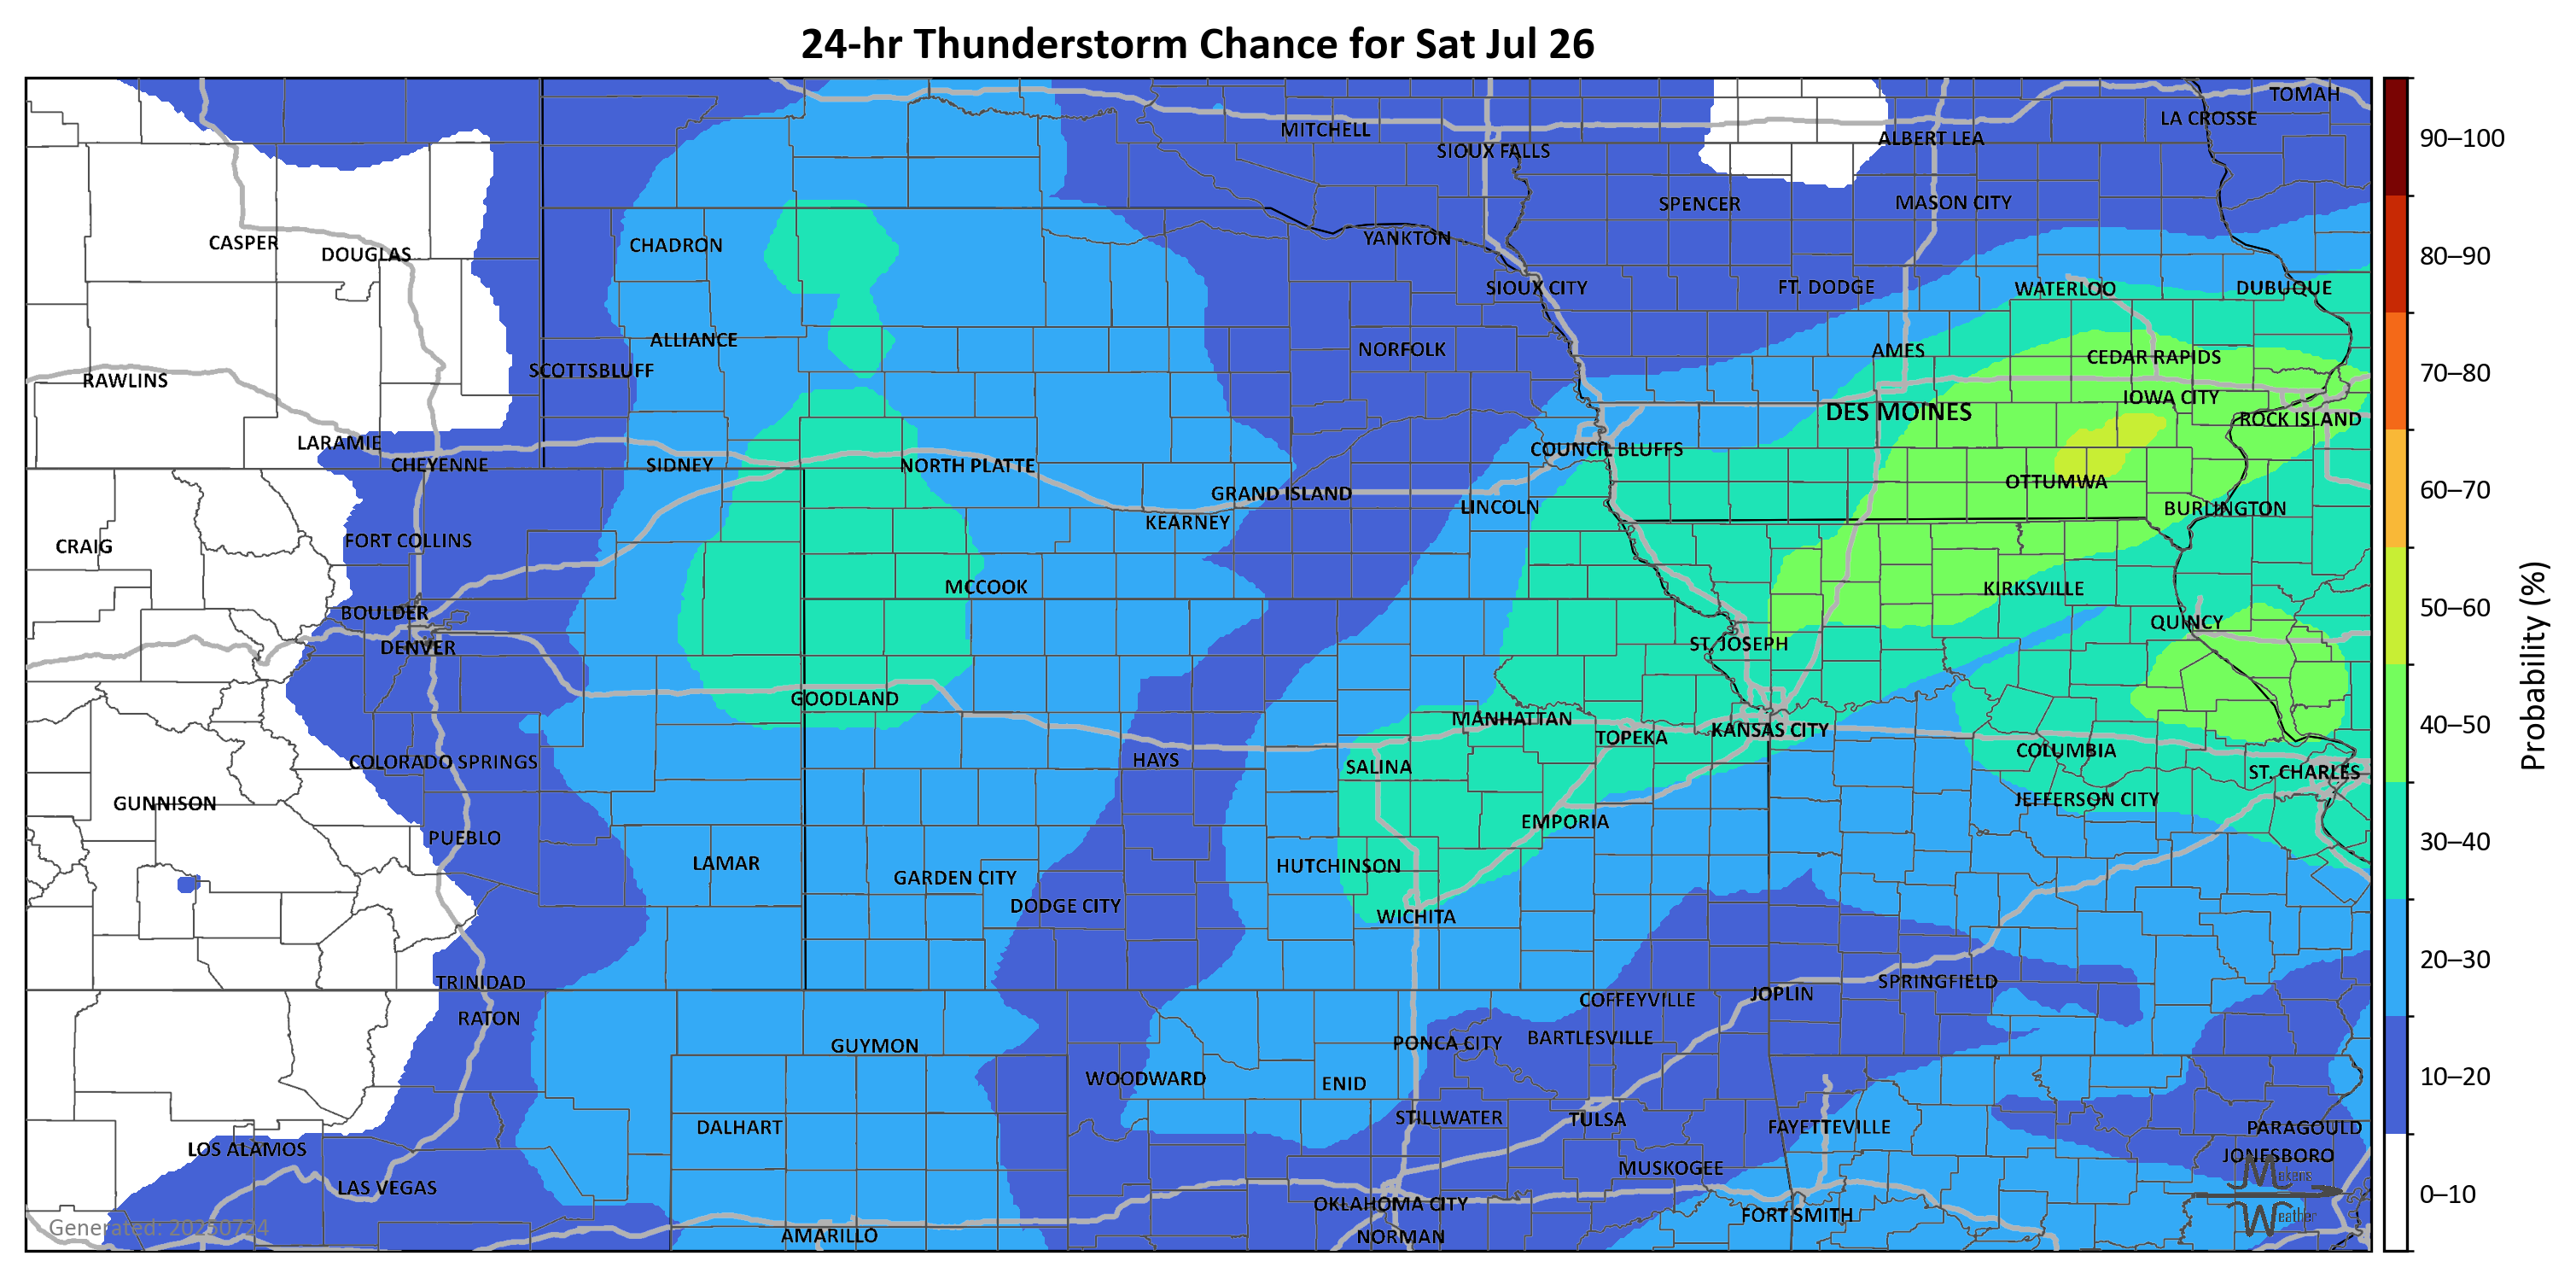 24-hr Thunderstorm Chance for Sat Jul 26
TOMAH
LA CROSSE
MITCHELL
ALBERT LEA
SIOUX FALLS
SPENCER
MASON CITY
CASPER
DOUGLAS
CHADRON
YANKTON
SIOUX CITY
FT. DODGE
WATERLOO
DUBUQUE
ALLIANCE
NORFOLK
AMES
CEDAR RAPIDS
RAWLINS
SCOTTSBLUFF
IOWA CITY
DES MOINES
ROCK ISLAND
LARAMIE
CHEYENNE
SIDNEY
NORTH PLATTE
COUNCIL BLUFFS
OTTUMWA
GRAND ISLAND
LINCOLN
BURLINGTON
KEARNEY
CRAIG
FORT COLLINS
MCCOOK
KIRKSVILLE
BOULDER
QUINCY
DENVER
ST. JOSEPH
GOODLAND
MANHATTAN
TOPEKA
KANSAS CITY
COLUMBIA
COLORADO SPRINGS
HAYS
SALINA
ST. CHARLES
GUNNISON
JEFFERSON CITY
PUEBLO
EMPORIA
LAMAR
GARDEN CITY
HUTCHINSON
DODGE CITY
WICHITA
TRINIDAD
SPRINGFIELD
COFFEYVILLE
JOPLIN
RATON
GUYMON
PONCA CITY
BARTLESVILLE
WOODWARD
ENID
DALHART
STILLWATER
TULSA
FAYETTEVILLE
PARAGOULD
LOS ALAMOS
JONESBORO
LAS VEGAS
MUSKOGEE
OKLAHOMA CITY
FORT SMITH
AMARILLO
NORMAN
Generated: 20250724
Makens
Weather
90–100
80–90
70–80
60–70
50–60
40–50
30–40
20–30
10–20
0–10
Probability (%)